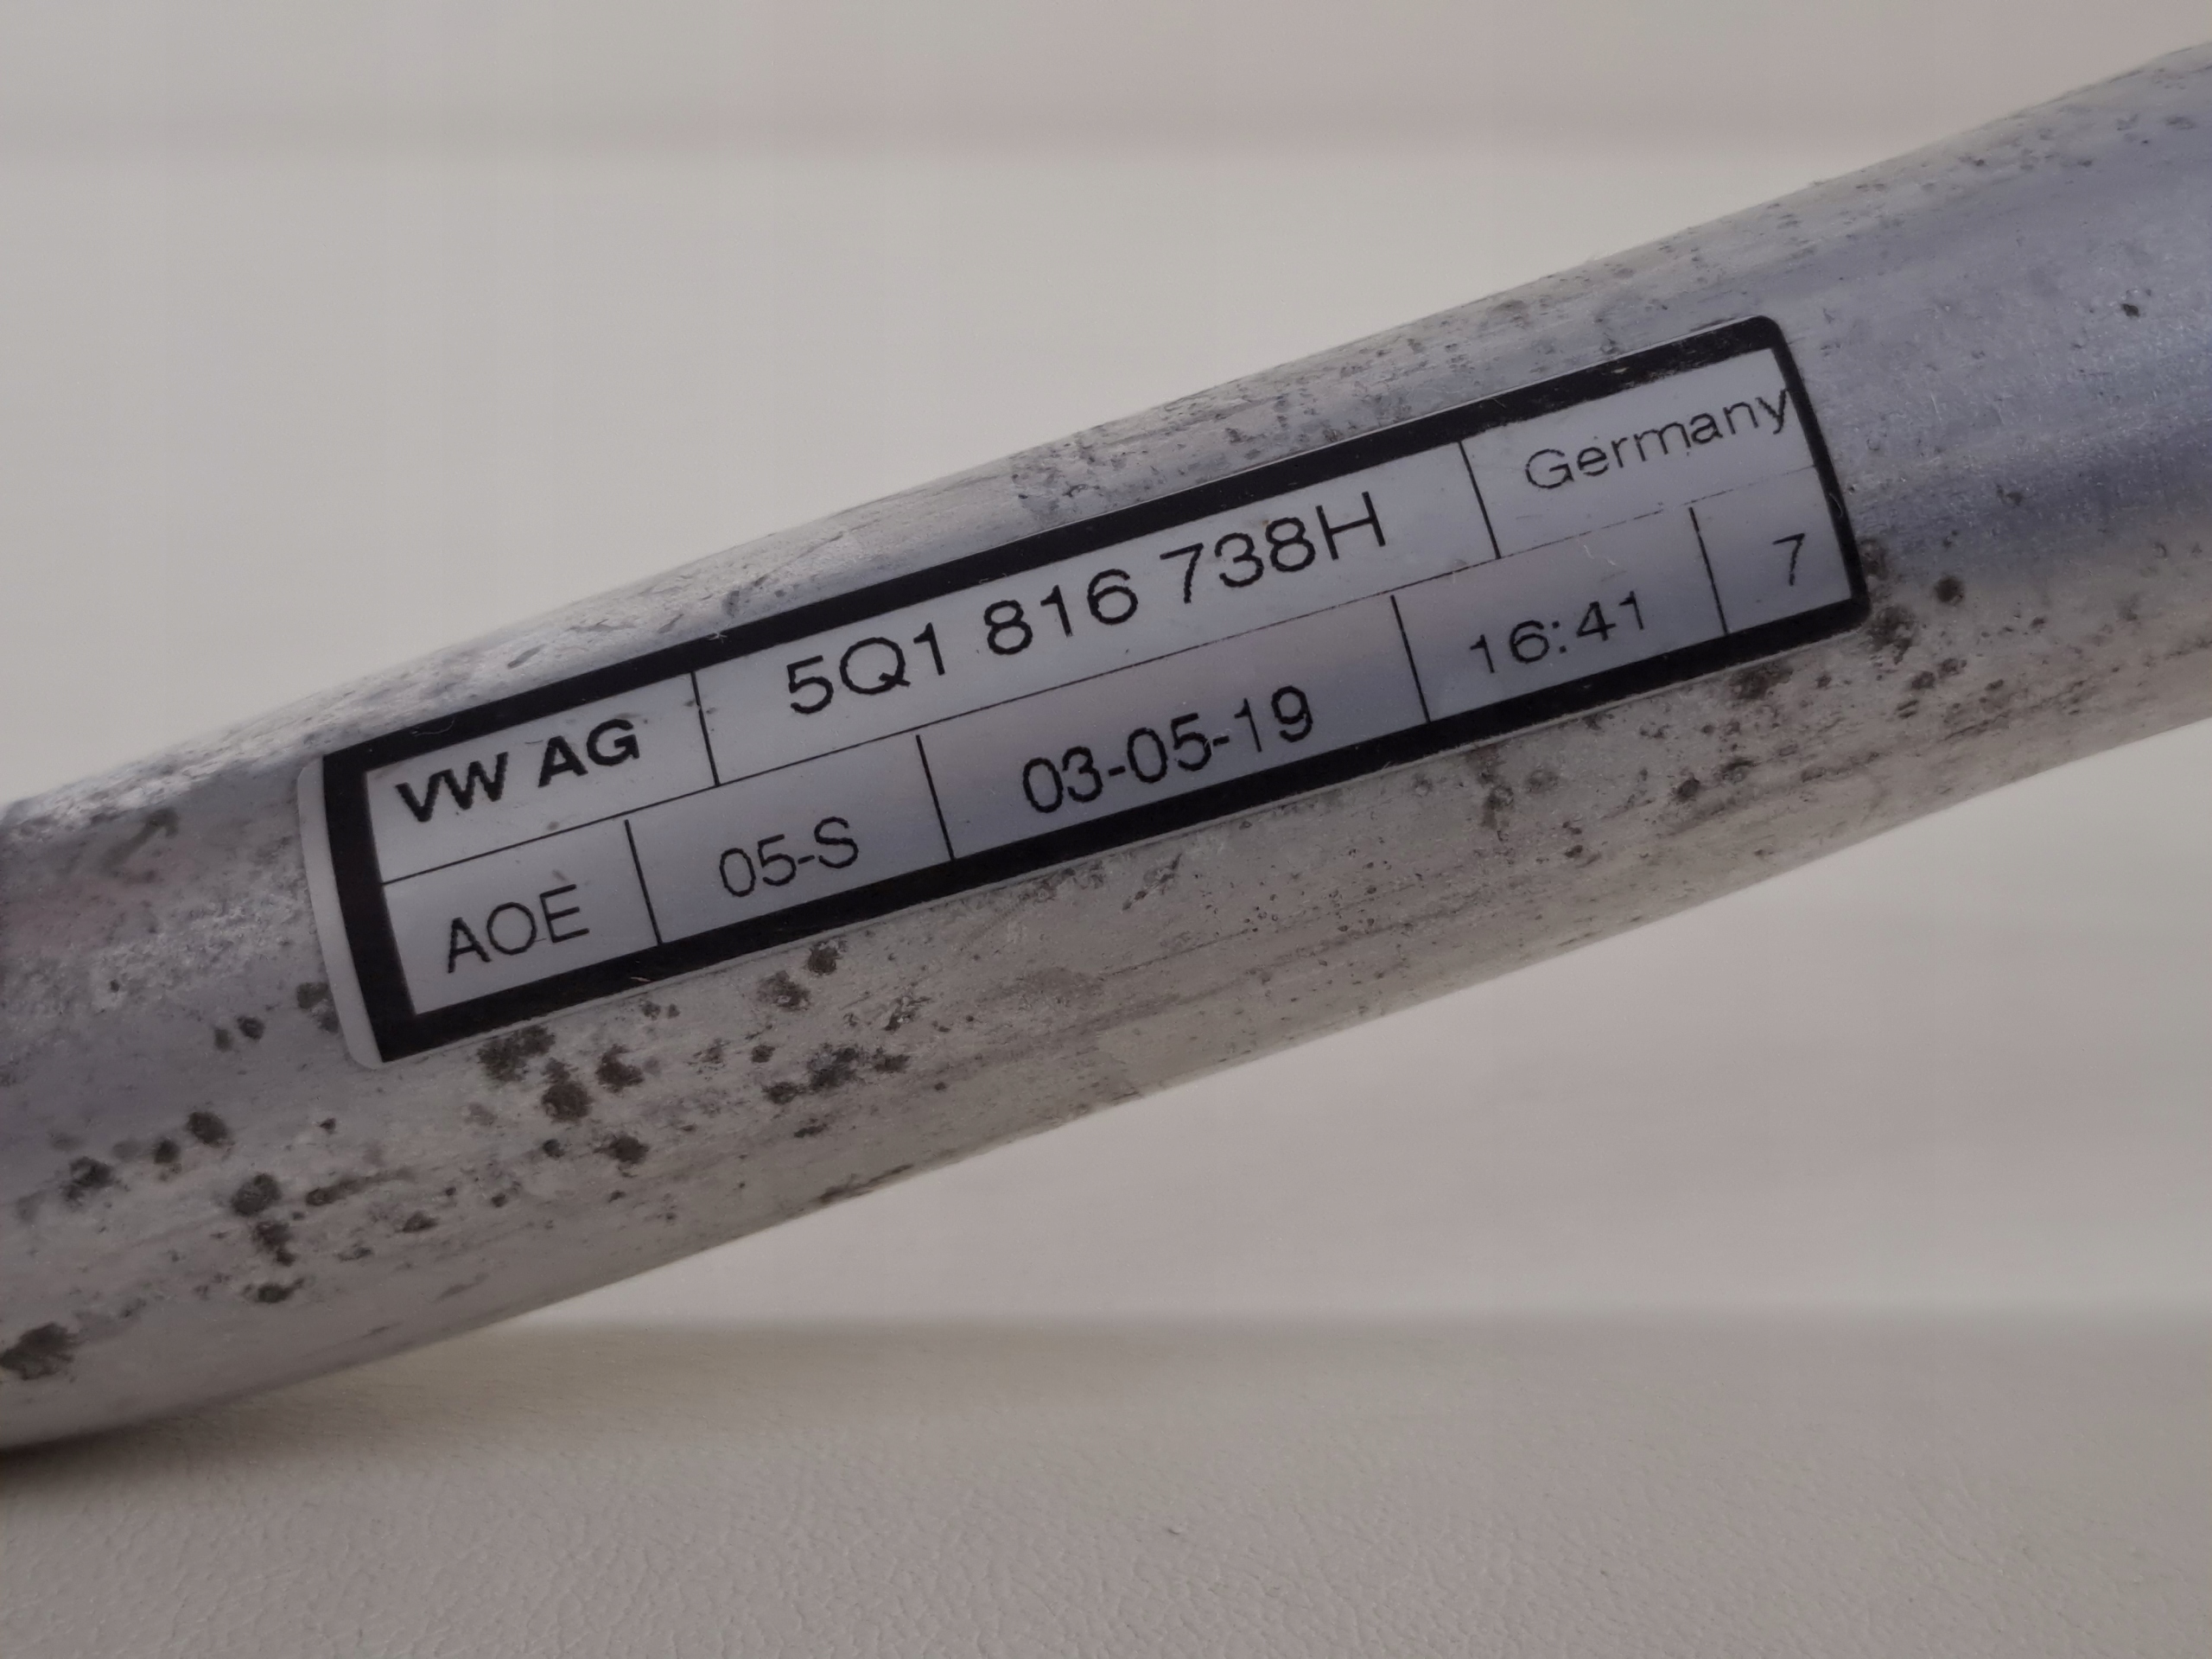 VW AG 5Q1 816 738H Germany
AOE 05-S 03-05-19 16:41 7